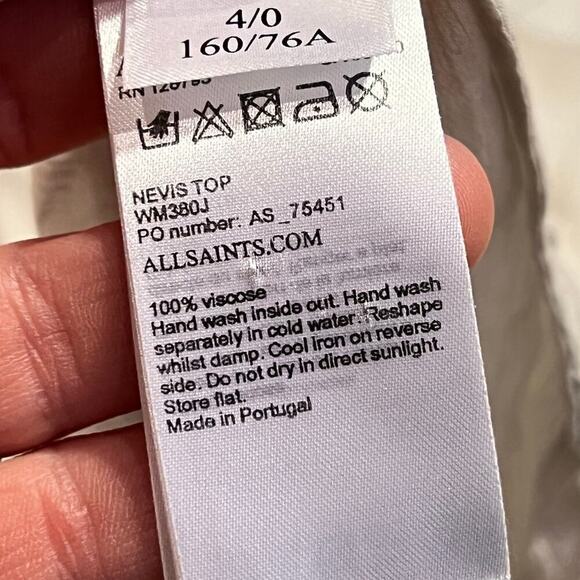 4/0
160/76A
NEVIS TOP
WM380J
PO number: AS_75451
ALLSAINTS.COM
100% viscose
Hand wash inside out. Hand wash
separately in cold water. Reshape
whilst damp. Cool iron on reverse
side. Do not dry in direct sunlight.
Store flat.
Made in Portugal